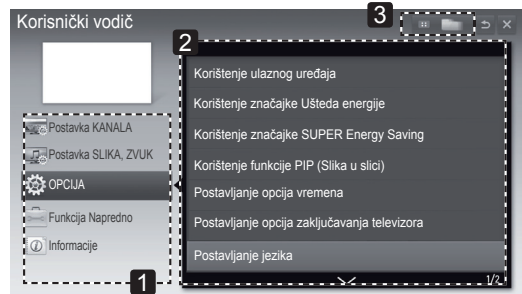 Korisnički vodič
3
2
Korištenje ulaznog uređaja
Korištenje značajke Ušteda energije
Korištenje značajke SUPER Energy Saving
Korištenje funkcije PIP (Slika u slici)
Postavljanje opcija vremena
Postavljanje opcija zaključavanja televizora
Postavljanje jezika
1/2
Postavka KANALA
Postavka SLIKA, ZVUK
OPCIJA
Funkcija Napredno
Informacije
1